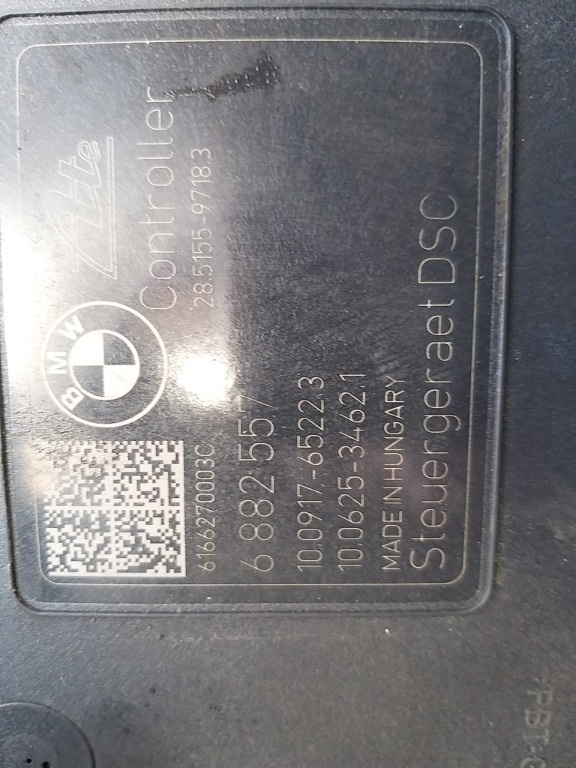 BMW
Ate
Controller
28.5155-9718.3
6166270003C
6 882 557
10.0917-6522.3
10.0625-3462.1
MADE IN HUNGARY
Steuergeraet DSC